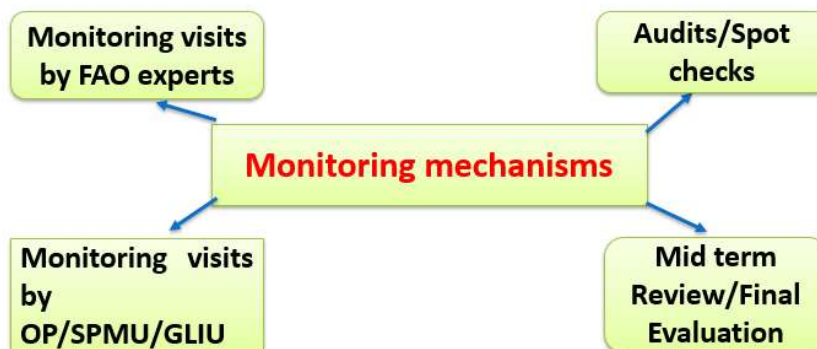 Monitoring visits
by FAO experts
Audits/Spot
checks
Monitoring mechanisms
Monitoring visits
by
OP/SPMU/GLIU
Mid term
Review/Final
Evaluation